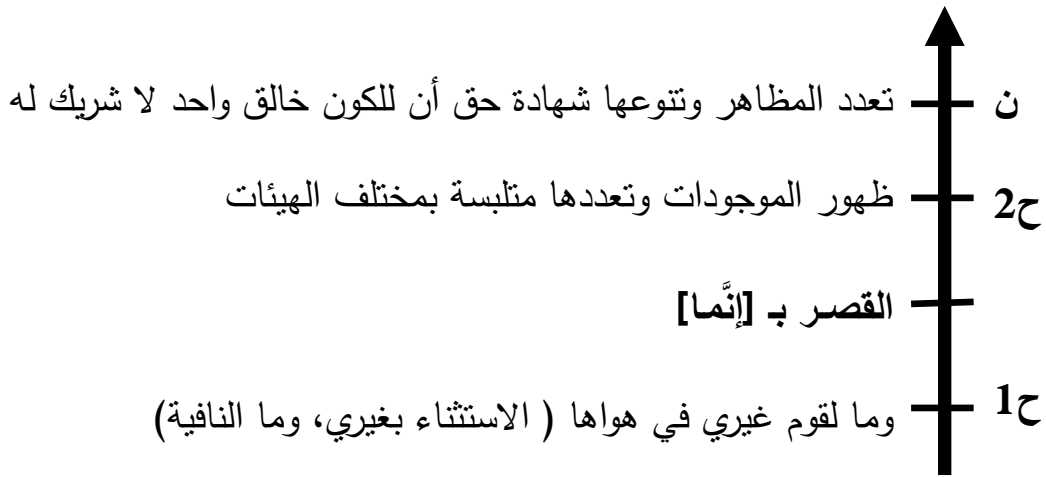 ن تعدد المظاهر وتنوعها شهادة حق أن للكون خالق واحد لا شريك له
ح2 ظهور الموجودات وتعددها متلبسة بمختلف الهيئات
القصر بـ [إنَّما]
ح1 وما لقوم غيري في هواها ( الاستثناء بغيري، وما النافية)